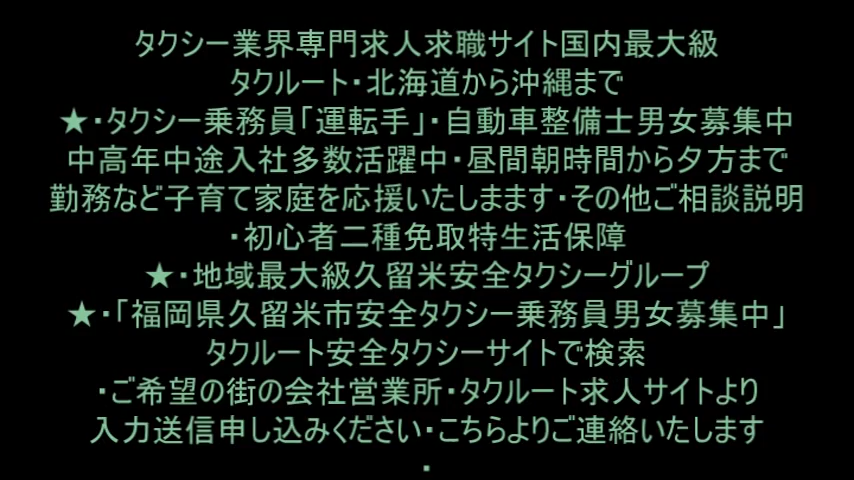 タクシー業界専門求人求職サイト国内最大級
タクルート・北海道から沖縄まで
★・タクシー乗務員「運転手」・自動車整備士男女募集中
中高年中途入社多数活躍中・昼間朝時間から夕方まで
勤務など子育て家庭を応援いたしまます・その他ご相談説明
・初心者二種免取特生活保障
★・地域最大級久留米安全タクシーグループ
★・「福岡県久留米市安全タクシー乗務員男女募集中」
タクルート安全タクシーサイトで検索
・ご希望の街の会社営業所・タクルート求人サイトより
入力送信申し込みください・こちらよりご連絡いたします
・